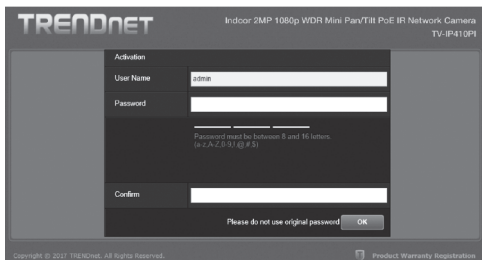 TRENDNET
Indoor 2MP 1080p WDR Mini Pan/Tilt PoE IR Network Camera
TV-IP410PI
Activation
User Name admin
Password
Password must be between 8 and 16 letters.
(a-z,A-Z,0-9,!,@,#,$)
Confirm
Please do not use original password OK
Copyright © 2017 TRENDnet. All Rights Reserved. Product Warranty Registration